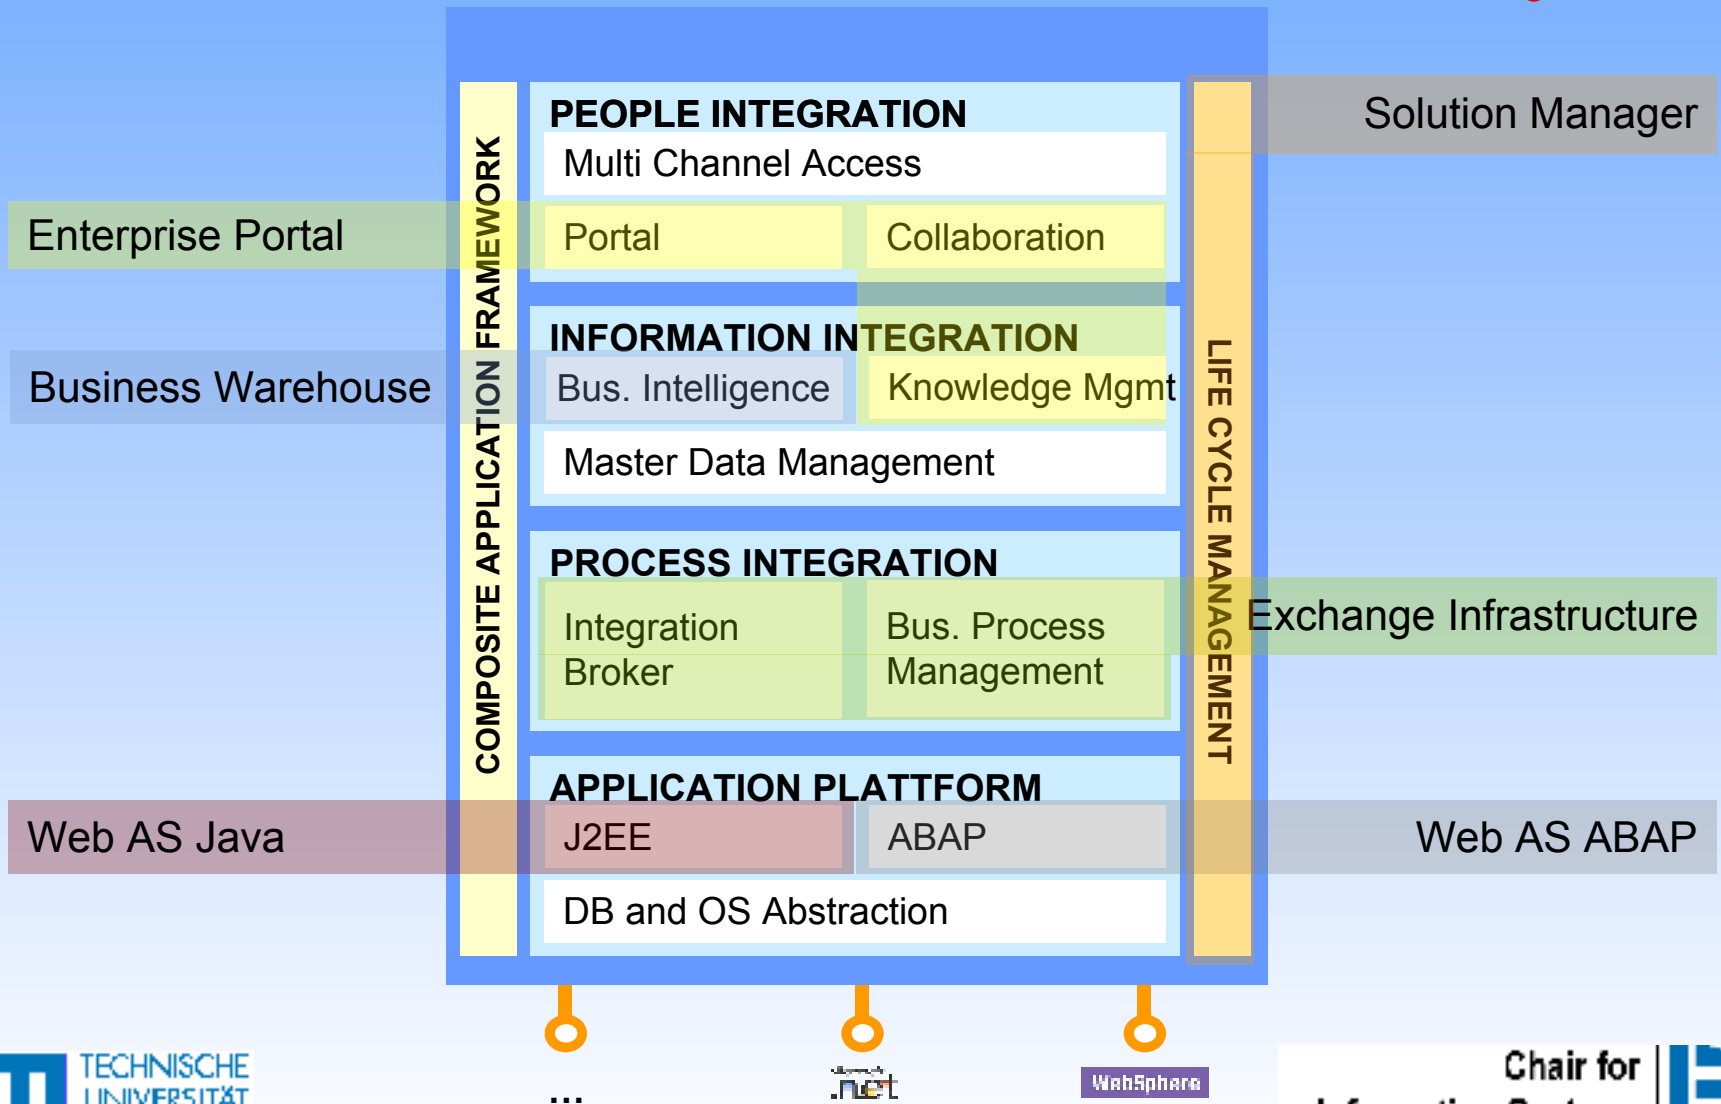 PEOPLE INTEGRATION
Solution Manager
Multi Channel Access
Enterprise Portal
Portal
Collaboration
COMPOSITE APPLICATION FRAMEWORK
INFORMATION INTEGRATION
LIFE CYCLE MANAGEMENT
Business Warehouse
Bus. Intelligence
Knowledge Mgmt
Master Data Management
PROCESS INTEGRATION
Integration
Broker
Bus. Process
Management
Exchange Infrastructure
APPLICATION PLATTFORM
Web AS Java
J2EE
ABAP
Web AS ABAP
DB and OS Abstraction
TECHNISCHE
UNIVERSITÄT
...
.net
WebSphere
Chair for